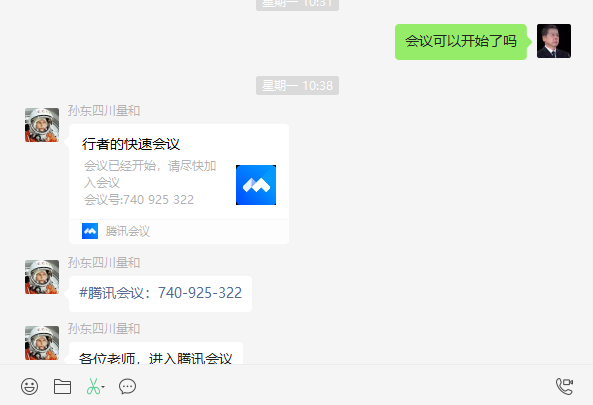 星期一 10:31
会议可以开始了吗
星期一 10:38
孙东四川量和
行者的快速会议
会议已经开始，请尽快加
入会议
会议号:740 925 322
腾讯会议
孙东四川量和
#腾讯会议：740-925-322
孙东四川量和
各位老师，进入腾讯会议